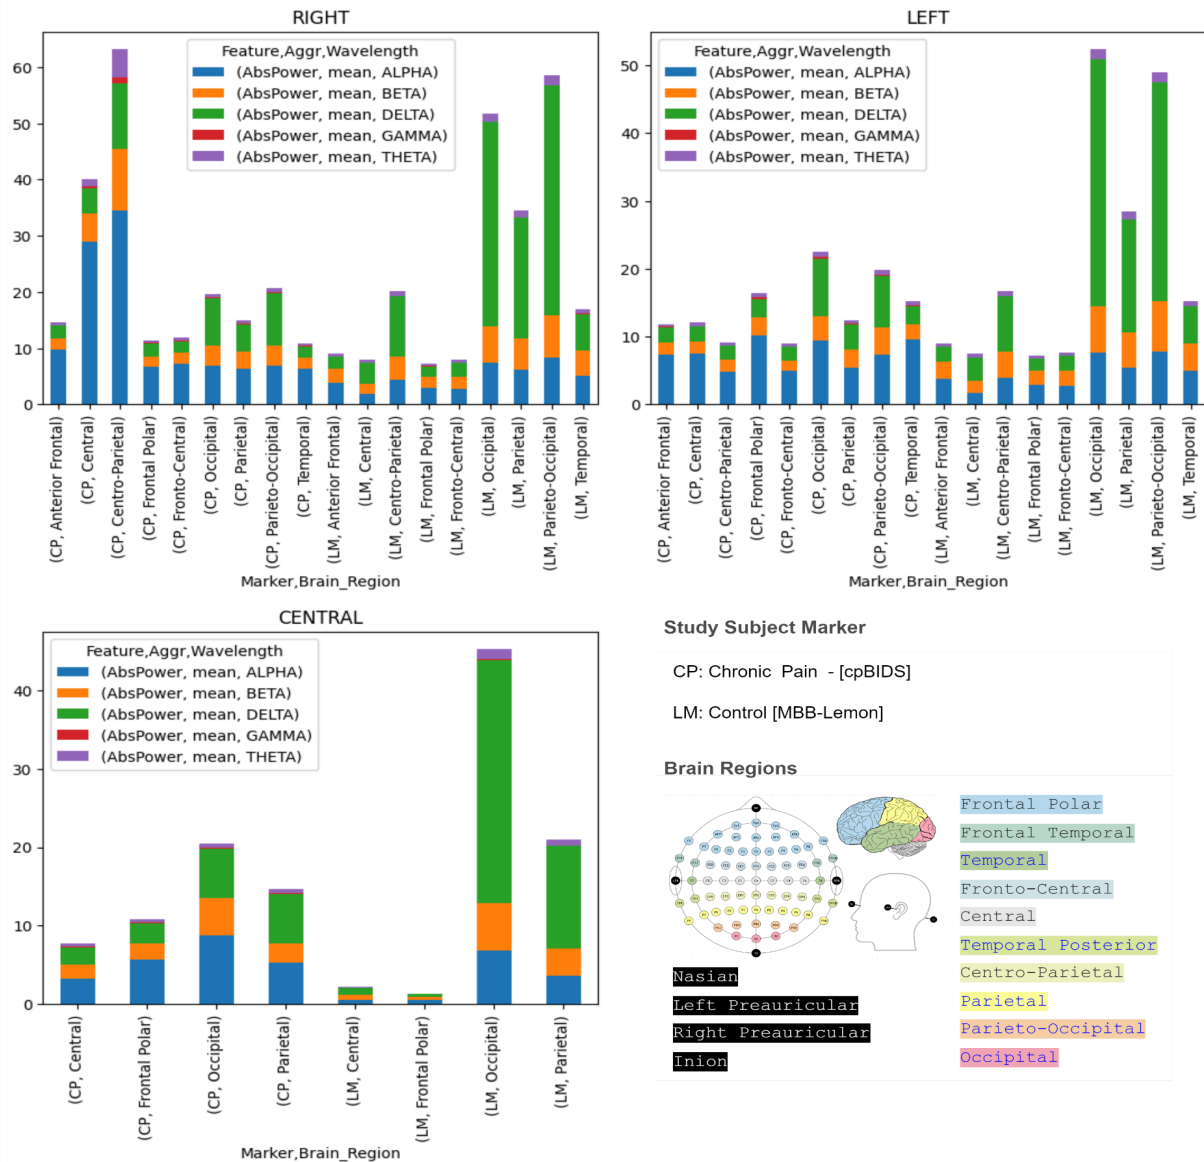 RIGHT
Feature,Aggr,Wavelength
(AbsPower, mean, ALPHA)
(AbsPower, mean, BETA)
(AbsPower, mean, DELTA)
(AbsPower, mean, GAMMA)
(AbsPower, mean, THETA)
60
50
40
30
20
10
0
(CP, Anterior Frontal)
(CP, Central)
(CP, Centro-Parietal)
(CP, Frontal Polar)
(CP, Fronto-Central)
(CP, Occipital)
(CP, Parietal)
(CP, Parieto-Occipital)
(CP, Temporal)
(LM, Anterior Frontal)
(LM, Central)
(LM, Centro-Parietal)
(LM, Frontal Polar)
(LM, Fronto-Central)
(LM, Occipital)
(LM, Parietal)
(LM, Parieto-Occipital)
(LM, Temporal)
Marker,Brain_Region
LEFT
Feature,Aggr,Wavelength
(AbsPower, mean, ALPHA)
(AbsPower, mean, BETA)
(AbsPower, mean, DELTA)
(AbsPower, mean, GAMMA)
(AbsPower, mean, THETA)
50
40
30
20
10
0
(CP, Anterior Frontal)
(CP, Central)
(CP, Centro-Parietal)
(CP, Frontal Polar)
(CP, Fronto-Central)
(CP, Occipital)
(CP, Parietal)
(CP, Parieto-Occipital)
(CP, Temporal)
(LM, Anterior Frontal)
(LM, Central)
(LM, Centro-Parietal)
(LM, Frontal Polar)
(LM, Fronto-Central)
(LM, Occipital)
(LM, Parietal)
(LM, Parieto-Occipital)
(LM, Temporal)
Marker,Brain_Region
CENTRAL
Feature,Aggr,Wavelength
(AbsPower, mean, ALPHA)
(AbsPower, mean, BETA)
(AbsPower, mean, DELTA)
(AbsPower, mean, GAMMA)
(AbsPower, mean, THETA)
40
30
20
10
0
(CP, Central)
(CP, Frontal Polar)
(CP, Occipital)
(CP, Parietal)
(LM, Central)
(LM, Frontal Polar)
(LM, Occipital)
(LM, Parietal)
Marker,Brain_Region
Study Subject Marker
CP: Chronic Pain - [cpBIDS]
LM: Control [MBB-Lemon]
Brain Regions
Nasian
Left Preauricular
Right Preauricular
Inion
Frontal Polar
Frontal Temporal
Temporal
Fronto-Central
Central
Temporal Posterior
Centro-Parietal
Parietal
Parieto-Occipital
Occipital